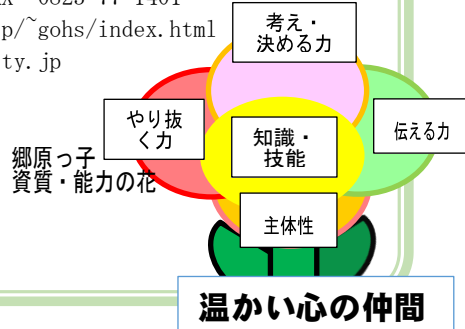 p/~gohs/index.html
ty.jp
考え・
決める力
やり抜
く力
知識・
技能
伝える力
郷原っ子
資質・能力の花
主体性
温かい心の仲間